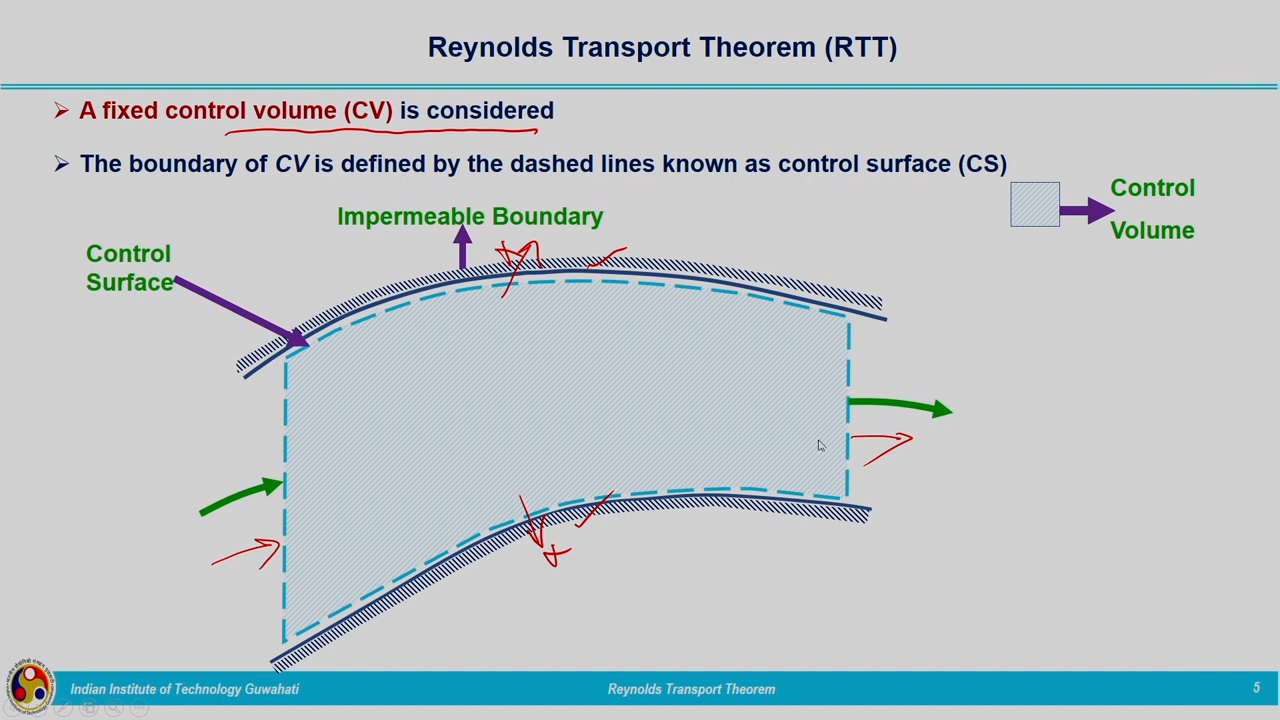 Reynolds Transport Theorem (RTT)
A fixed control volume (CV) is considered
The boundary of CV is defined by the dashed lines known as control surface (CS)
Control
Volume
Impermeable Boundary
Control
Surface
Indian Institute of Technology Guwahati
Reynolds Transport Theorem
5